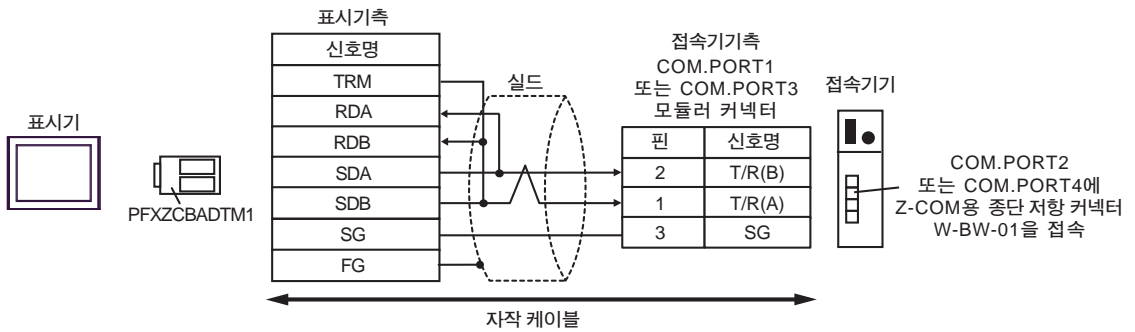 표시기
PFXZCBADTM1
표시기측
신호명
TRM
RDA
RDB
SDA
SDB
SG
FG
실드
접속기기측
COM.PORT1
또는 COM.PORT3
모듈러 커넥터
핀 신호명
2 T/R(B)
1 T/R(A)
3 SG
접속기기
COM.PORT2
또는 COM.PORT4에
Z-COM용 종단 저항 커넥터
W-BW-01을 접속
자작 케이블